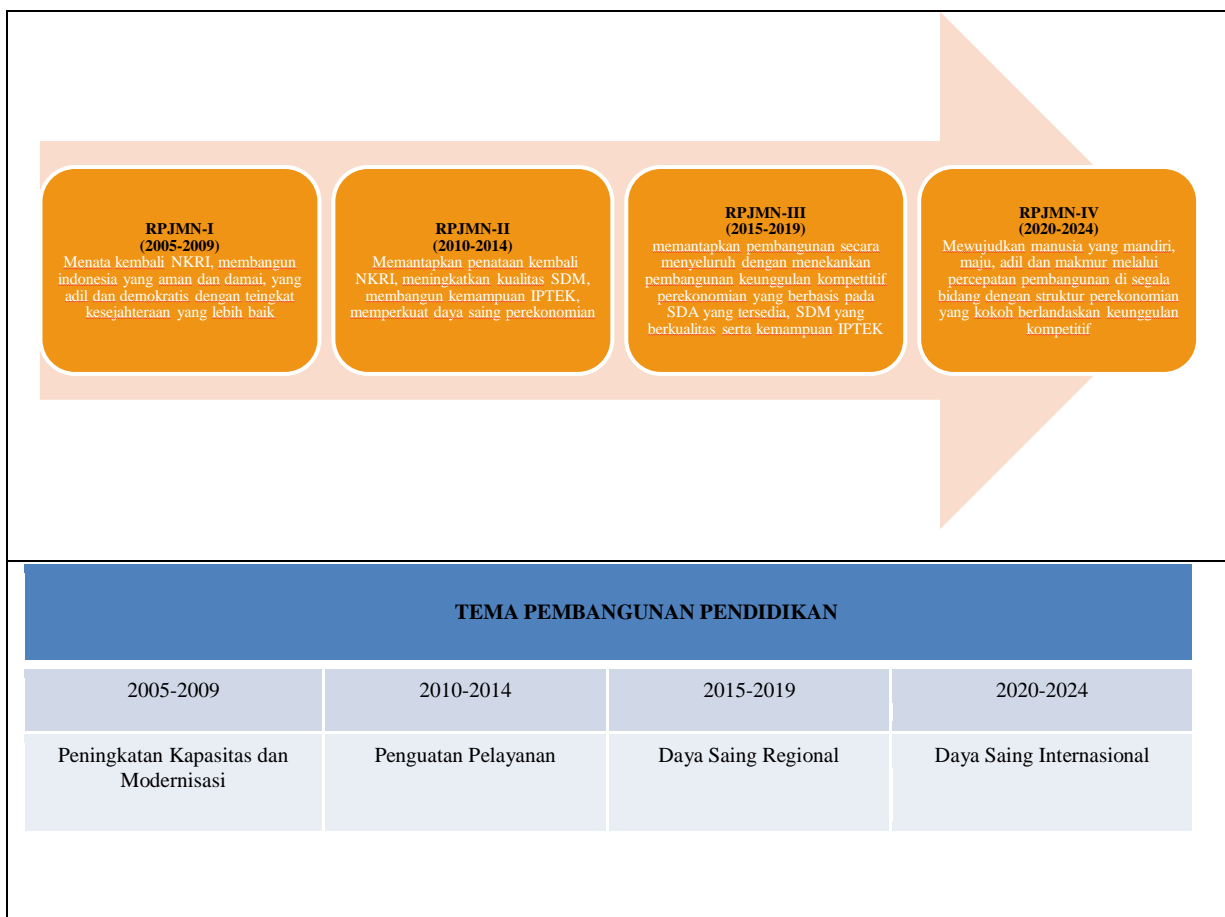 RPJMN-I
(2005-2009)
Menata kembali NKRI, membangun
indonesia yang aman dan damai, yang
adil dan demokratis dengan teingkat
kesejahteraan yang lebih baik
RPJMN-II
(2010-2014)
Memantapkan penataan kembali
NKRI, meningkatkan kualitas SDM,
membangun kemampuan IPTEK,
memperkuat daya saing perekonomian
RPJMN-III
(2015-2019)
memantapkan pembangunan secara
menyeluruh dengan menekankan
pembangunan keunggulan kompettitif
perekonomian yang berbasis pada
SDA yang tersedia, SDM yang
berkualitas serta kemampuan IPTEK
RPJMN-IV
(2020-2024)
Mewujudkan manusia yang mandiri,
maju, adil dan makmur melalui
percepatan pembangunan di segala
bidang dengan struktur perekonomian
yang kokoh berlandaskan keunggulan
kompetitif
TEMA PEMBANGUNAN PENDIDIKAN
2005-2009
2010-2014
2015-2019
2020-2024
Peningkatan Kapasitas dan
Modernisasi
Penguatan Pelayanan
Daya Saing Regional
Daya Saing Internasional